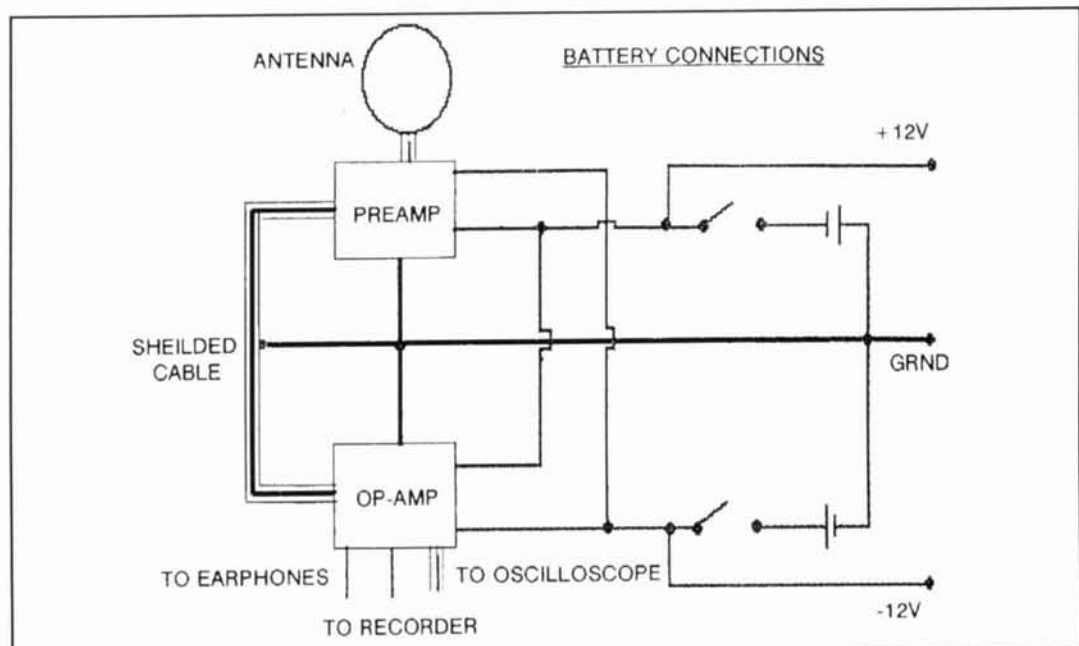 ANTENNA
BATTERY CONNECTIONS
+12V
PREAMP
SHEILDED
CABLE
GRND
OP-AMP
TO EARPHONES
TO OSCILLOSCOPE
-12V
TO RECORDER